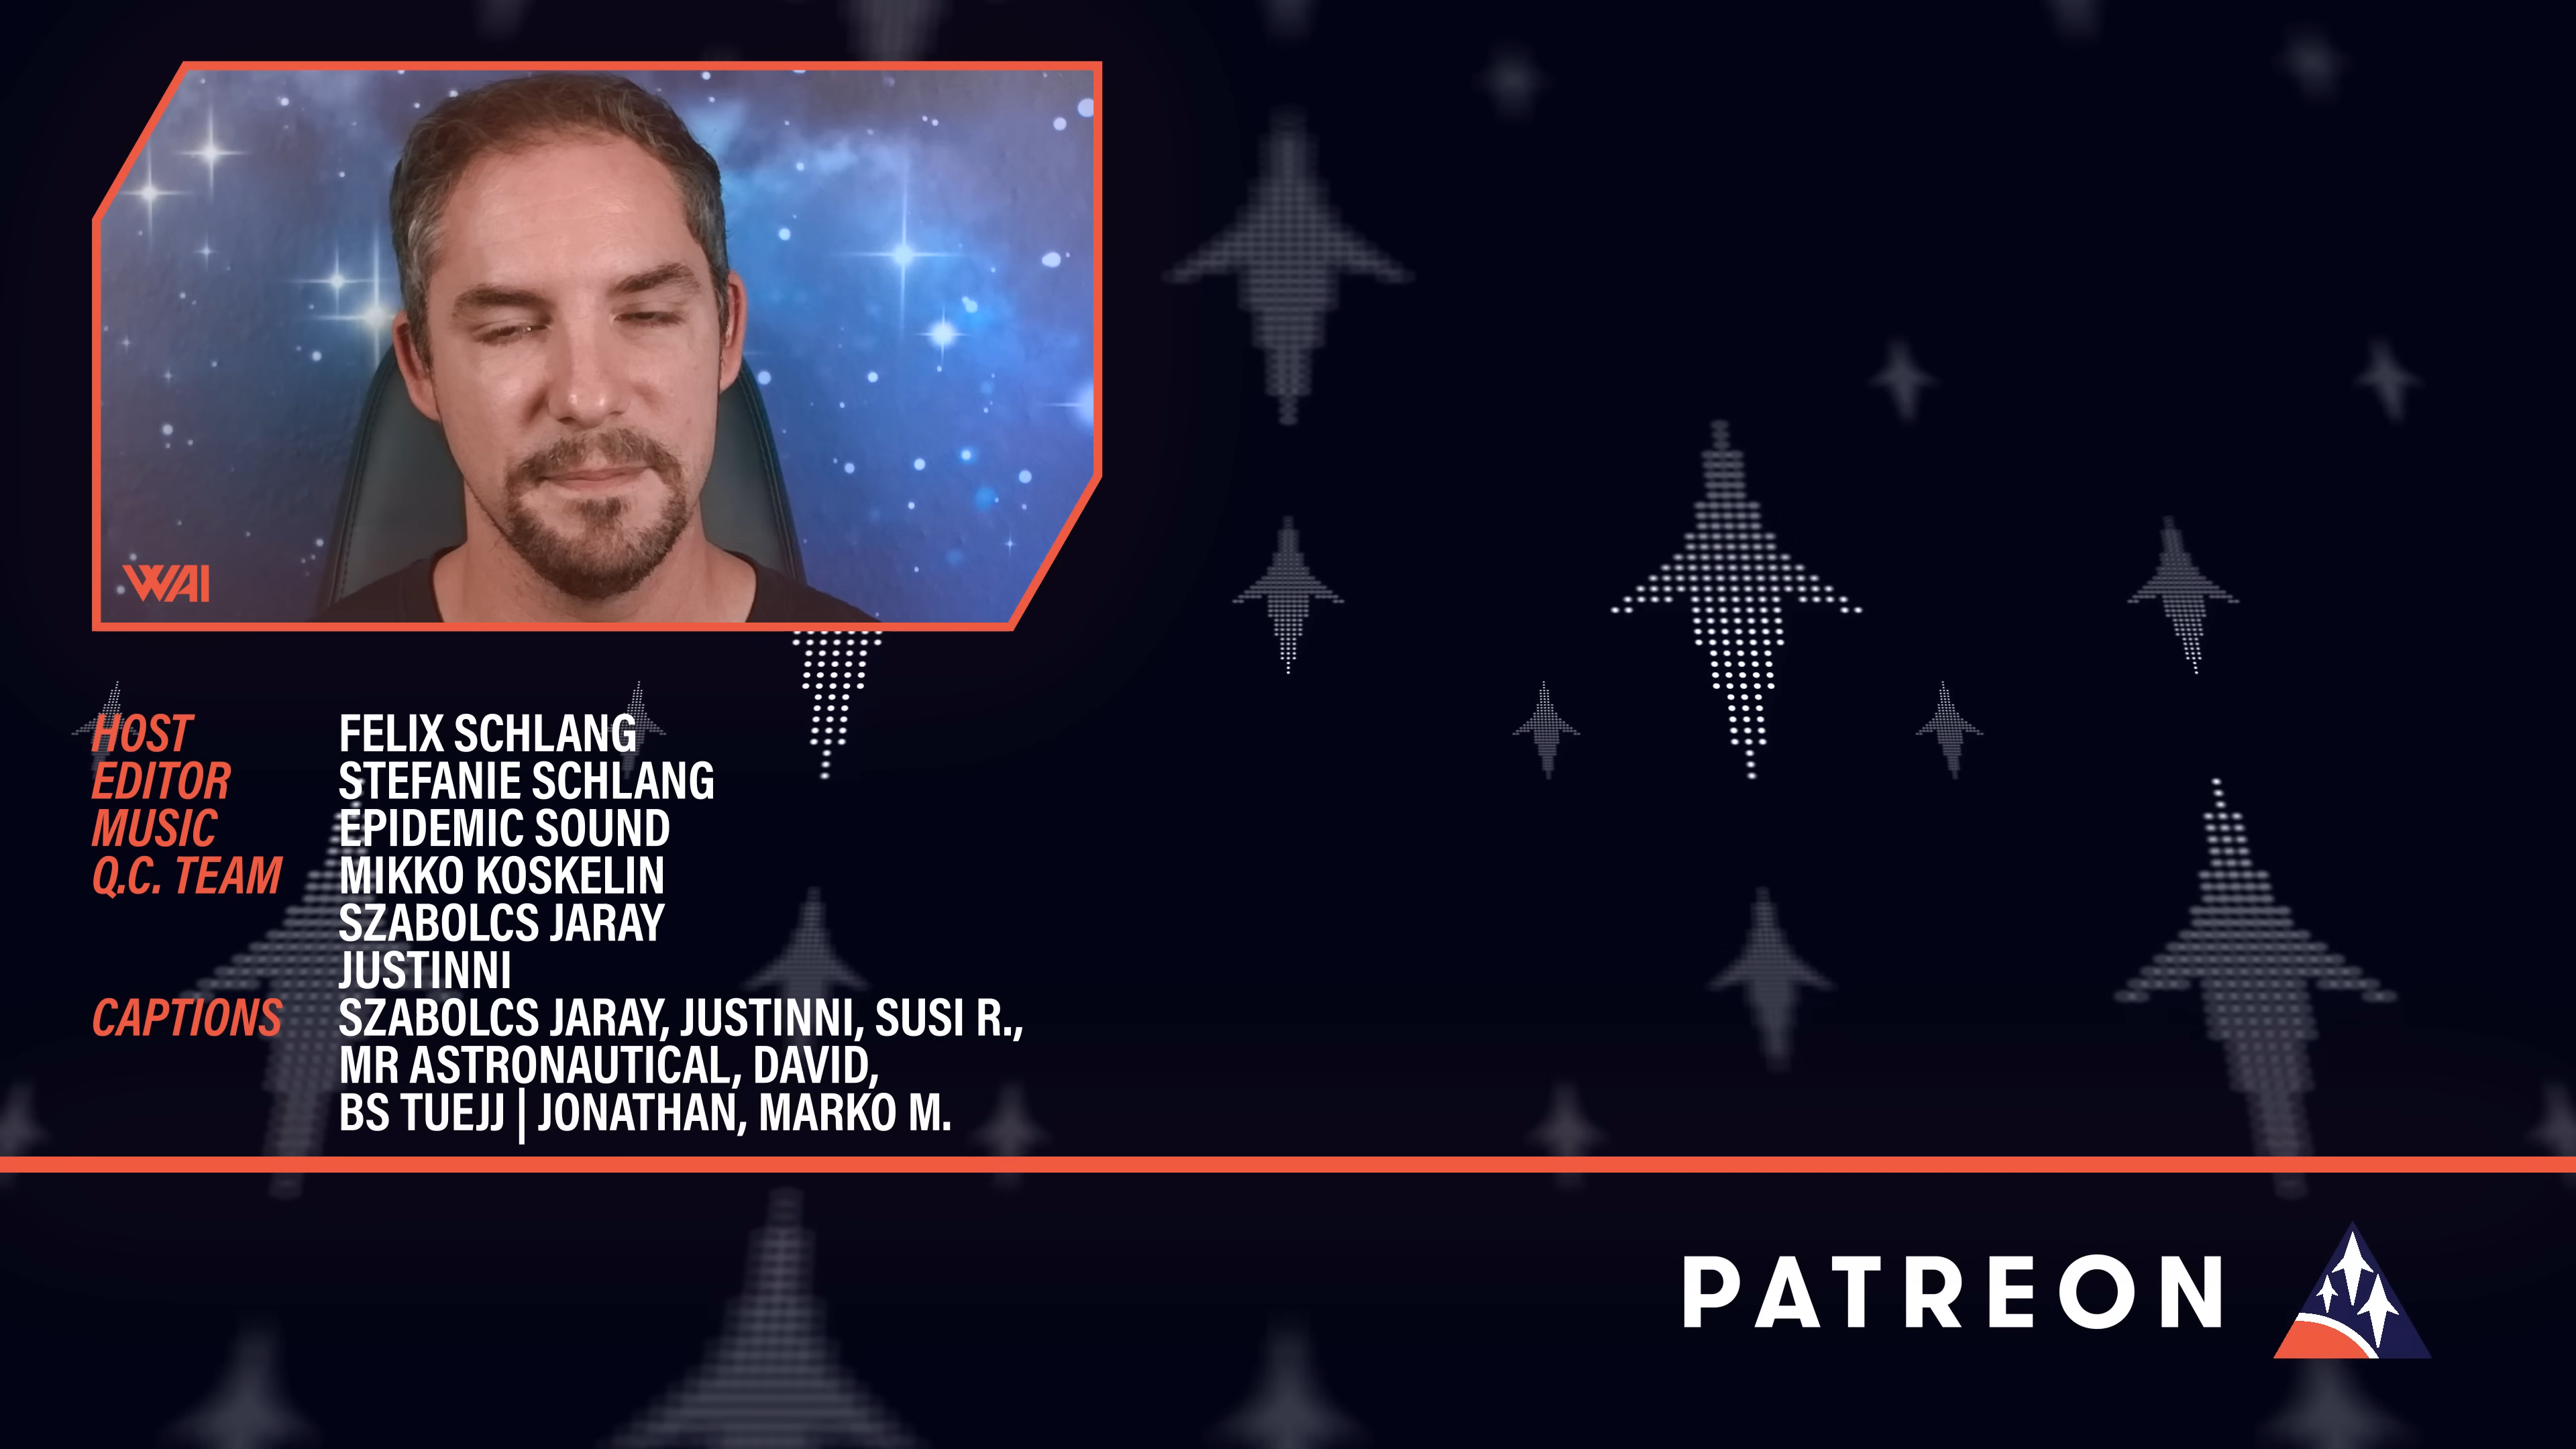 WAI
HOST FELIX SCHLANG
EDITOR STEFANIE SCHLANG
MUSIC EPIDEMIC SOUND
Q.C. TEAM MIKKO KOSKELIN
SZABOLCS JARAY
JUSTINNI
CAPTIONS SZABOLCS JARAY, JUSTINNI, SUSI R.,
MR ASTRONAUTICAL, DAVID,
BS TUEJJ | JONATHAN, MARKO M.
PATREON